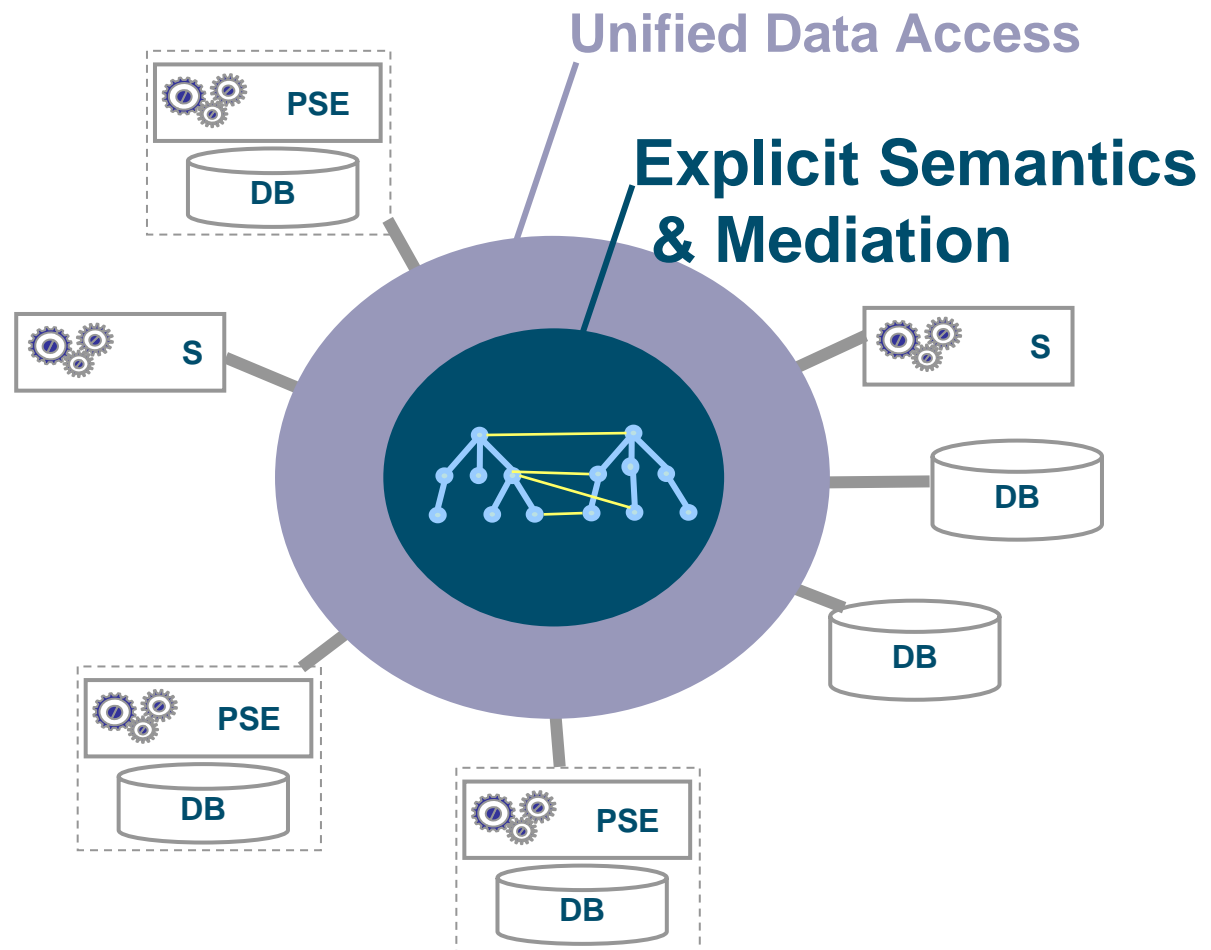 Unified Data Access
PSE
DB
Explicit Semantics
& Mediation
S
S
DB
DB
PSE
DB
PSE
DB